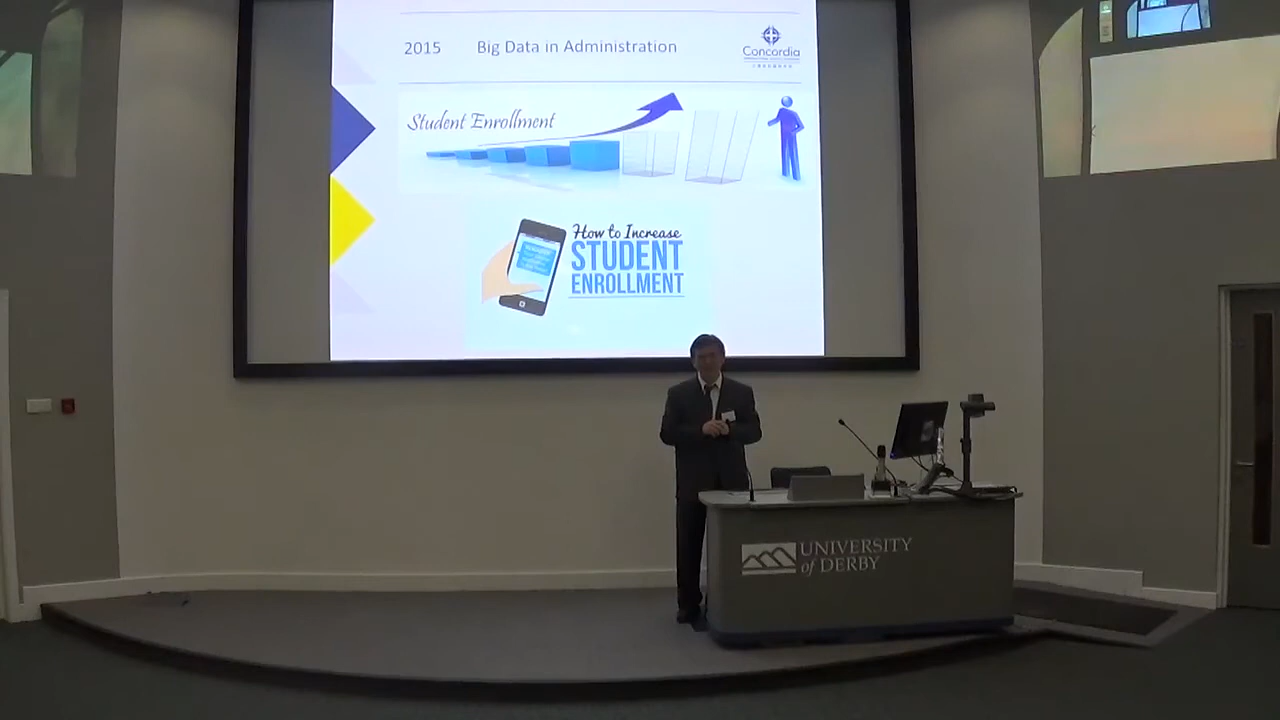 2015 Big Data in Administration
Concordia
Student Enrollment
How to Increase
STUDENT
ENROLLMENT
UNIVERSITY
of DERBY